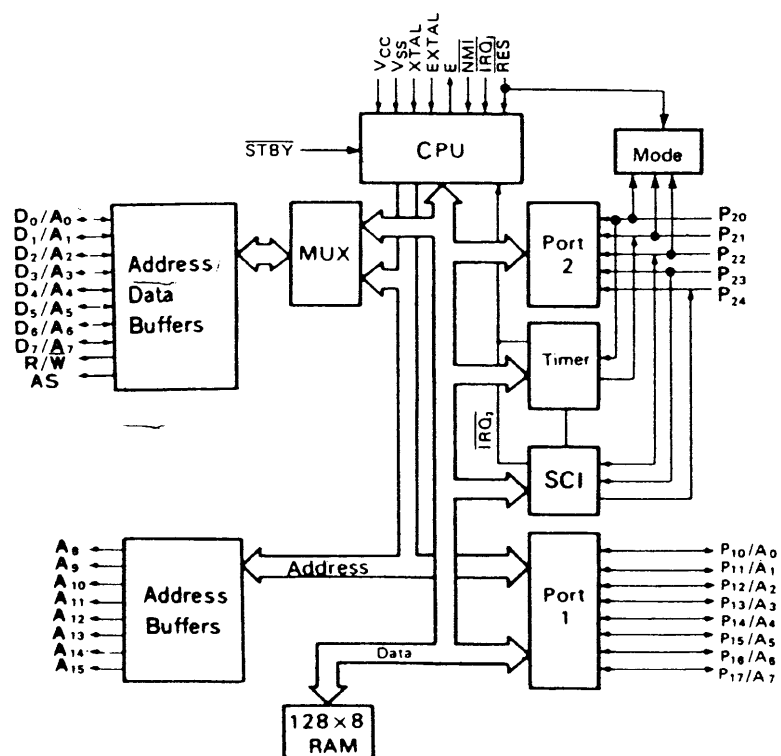 VCC
VSS
XTAL
EXTAL
E
NMI
IRQ₁
RES
STBY
CPU
Mode
D₀/A₀
D₁/A₁
D₂/A₂
D₃/A₃
D₄/A₄
D₅/A₅
D₆/A₆
D₇/A₇
R/W
AS
Address/
Data
Buffers
MUX
Port
2
P₂₀
P₂₁
P₂₂
P₂₃
P₂₄
Timer
IRQ₂
SCI
A₈
A₉
A₁₀
A₁₁
A₁₂
A₁₃
A₁₄
A₁₅
Address
Buffers
Address
Port
1
P₁₀/A₀
P₁₁/A₁
P₁₂/A₂
P₁₃/A₃
P₁₄/A₄
P₁₅/A₅
P₁₆/A₆
P₁₇/A₇
Data
128×8
RAM